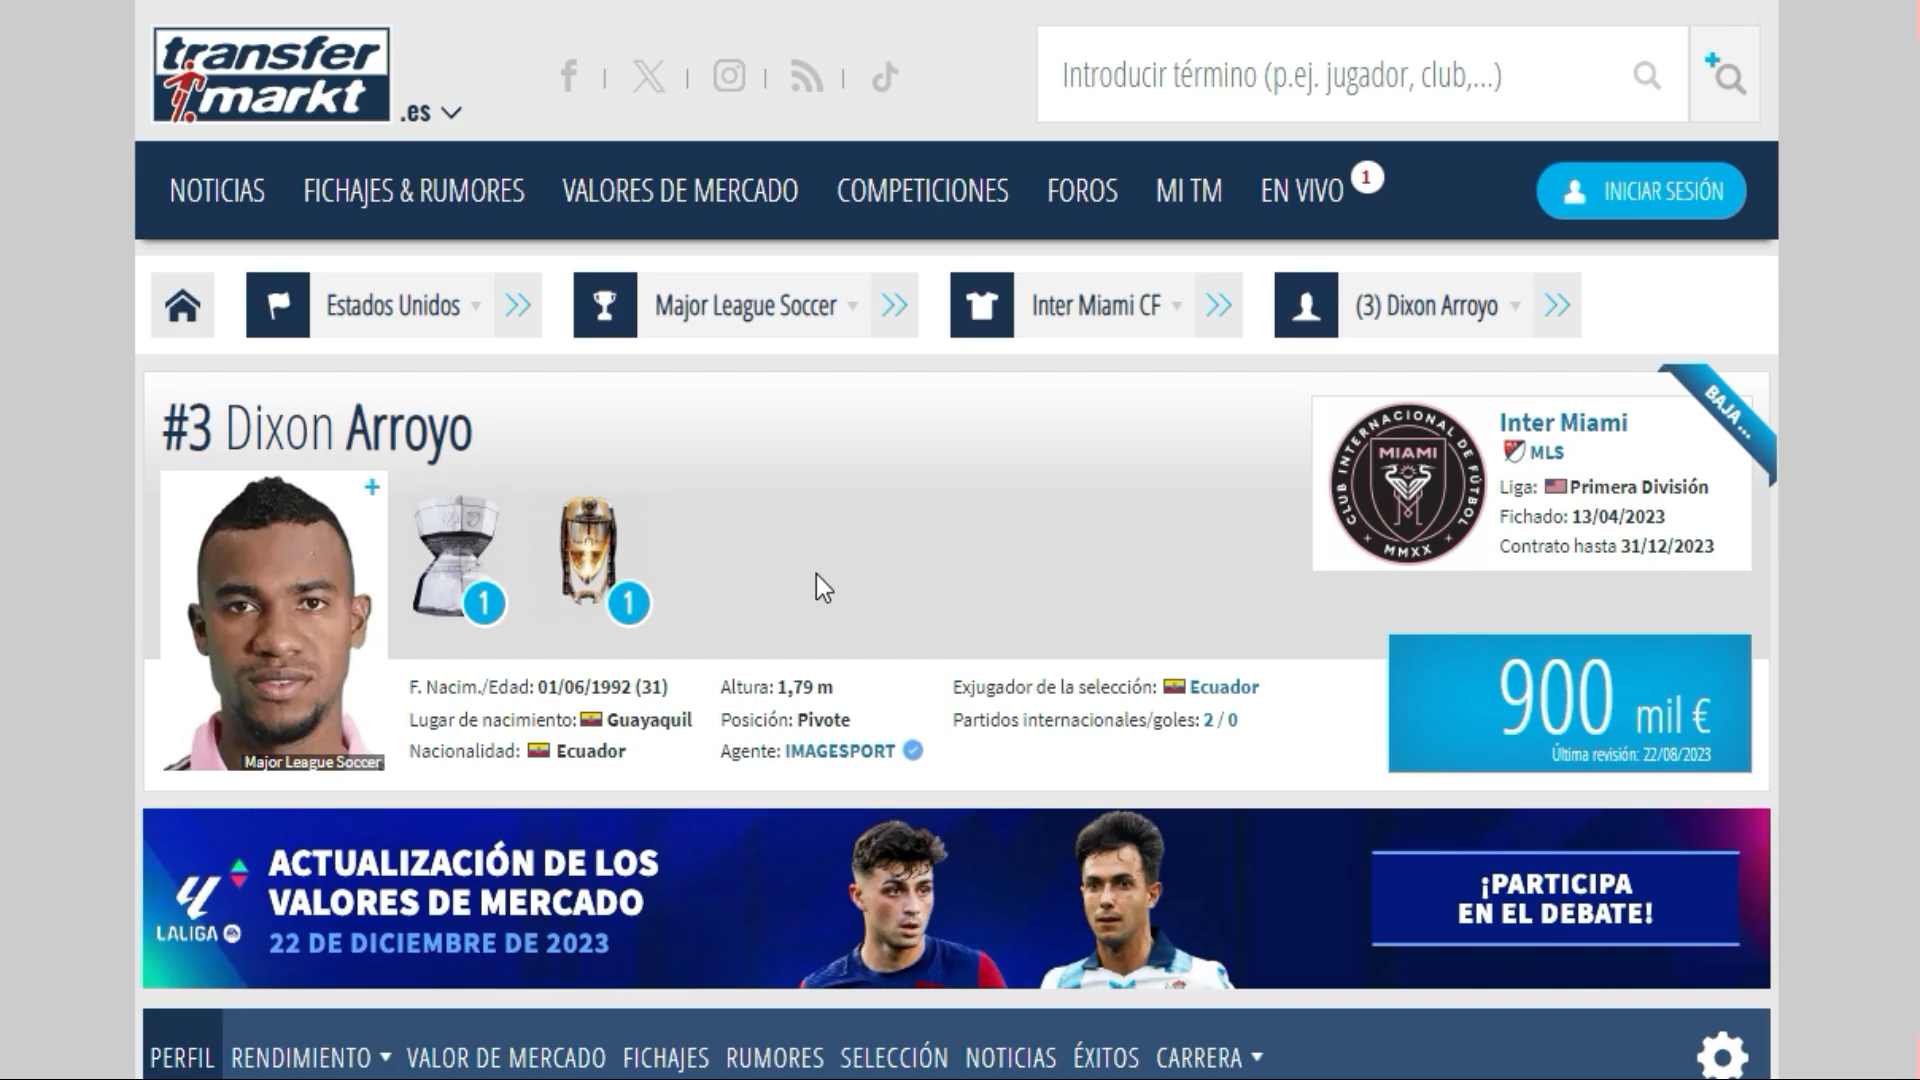 transfer
markt
.es
Introducir término (p.ej. jugador, club,...)
NOTICIAS FICHAJES & RUMORES VALORES DE MERCADO COMPETICIONES FOROS MI TM EN VIVO 1 INICIAR SESIÓN
Estados Unidos Major League Soccer Inter Miami CF (3) Dixon Arroyo
#3 Dixon Arroyo
BAJA ...
CLUB INTERNACIONAL DE FÚTBOL
MIAMI
MMXX
Inter Miami
MLS
Liga: Primera División
Fichado: 13/04/2023
Contrato hasta 31/12/2023
1 1
Major League Soccer
F. Nacim./Edad: 01/06/1992 (31)
Lugar de nacimiento: Guayaquil
Nacionalidad: Ecuador
Altura: 1,79 m
Posición: Pivote
Agente: IMAGESPORT
Exjugador de la selección: Ecuador
Partidos internacionales/goles: 2 / 0
900 mil €
Última revisión: 22/08/2023
LALIGA
ACTUALIZACIÓN DE LOS
VALORES DE MERCADO
22 DE DICIEMBRE DE 2023
¡PARTICIPA
EN EL DEBATE!
PERFIL RENDIMIENTO VALOR DE MERCADO FICHAJES RUMORES SELECCIÓN NOTICIAS ÉXITOS CARRERA